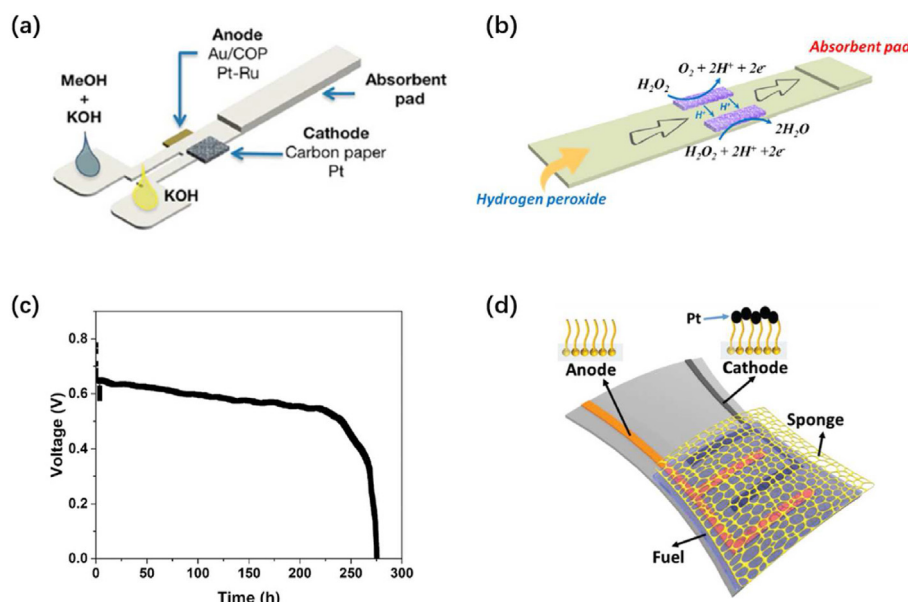 (a)
Anode
Au/COP
Pt-Ru
MeOH
+
KOH
Absorbent
pad
Cathode
Carbon paper
Pt
KOH
(b)
Absorbent pad
O₂ + 2H⁺ + 2e⁻
H₂O₂
H⁺
H⁺
2H₂O
H₂O₂ + 2H⁺ +2e⁻
Hydrogen peroxide
(c)
0.8
0.6
0.4
0.2
0.0
Voltage (V)
0
50
100
150
200
250
300
Time (h)
(d)
Pt
Anode
Cathode
Sponge
Fuel